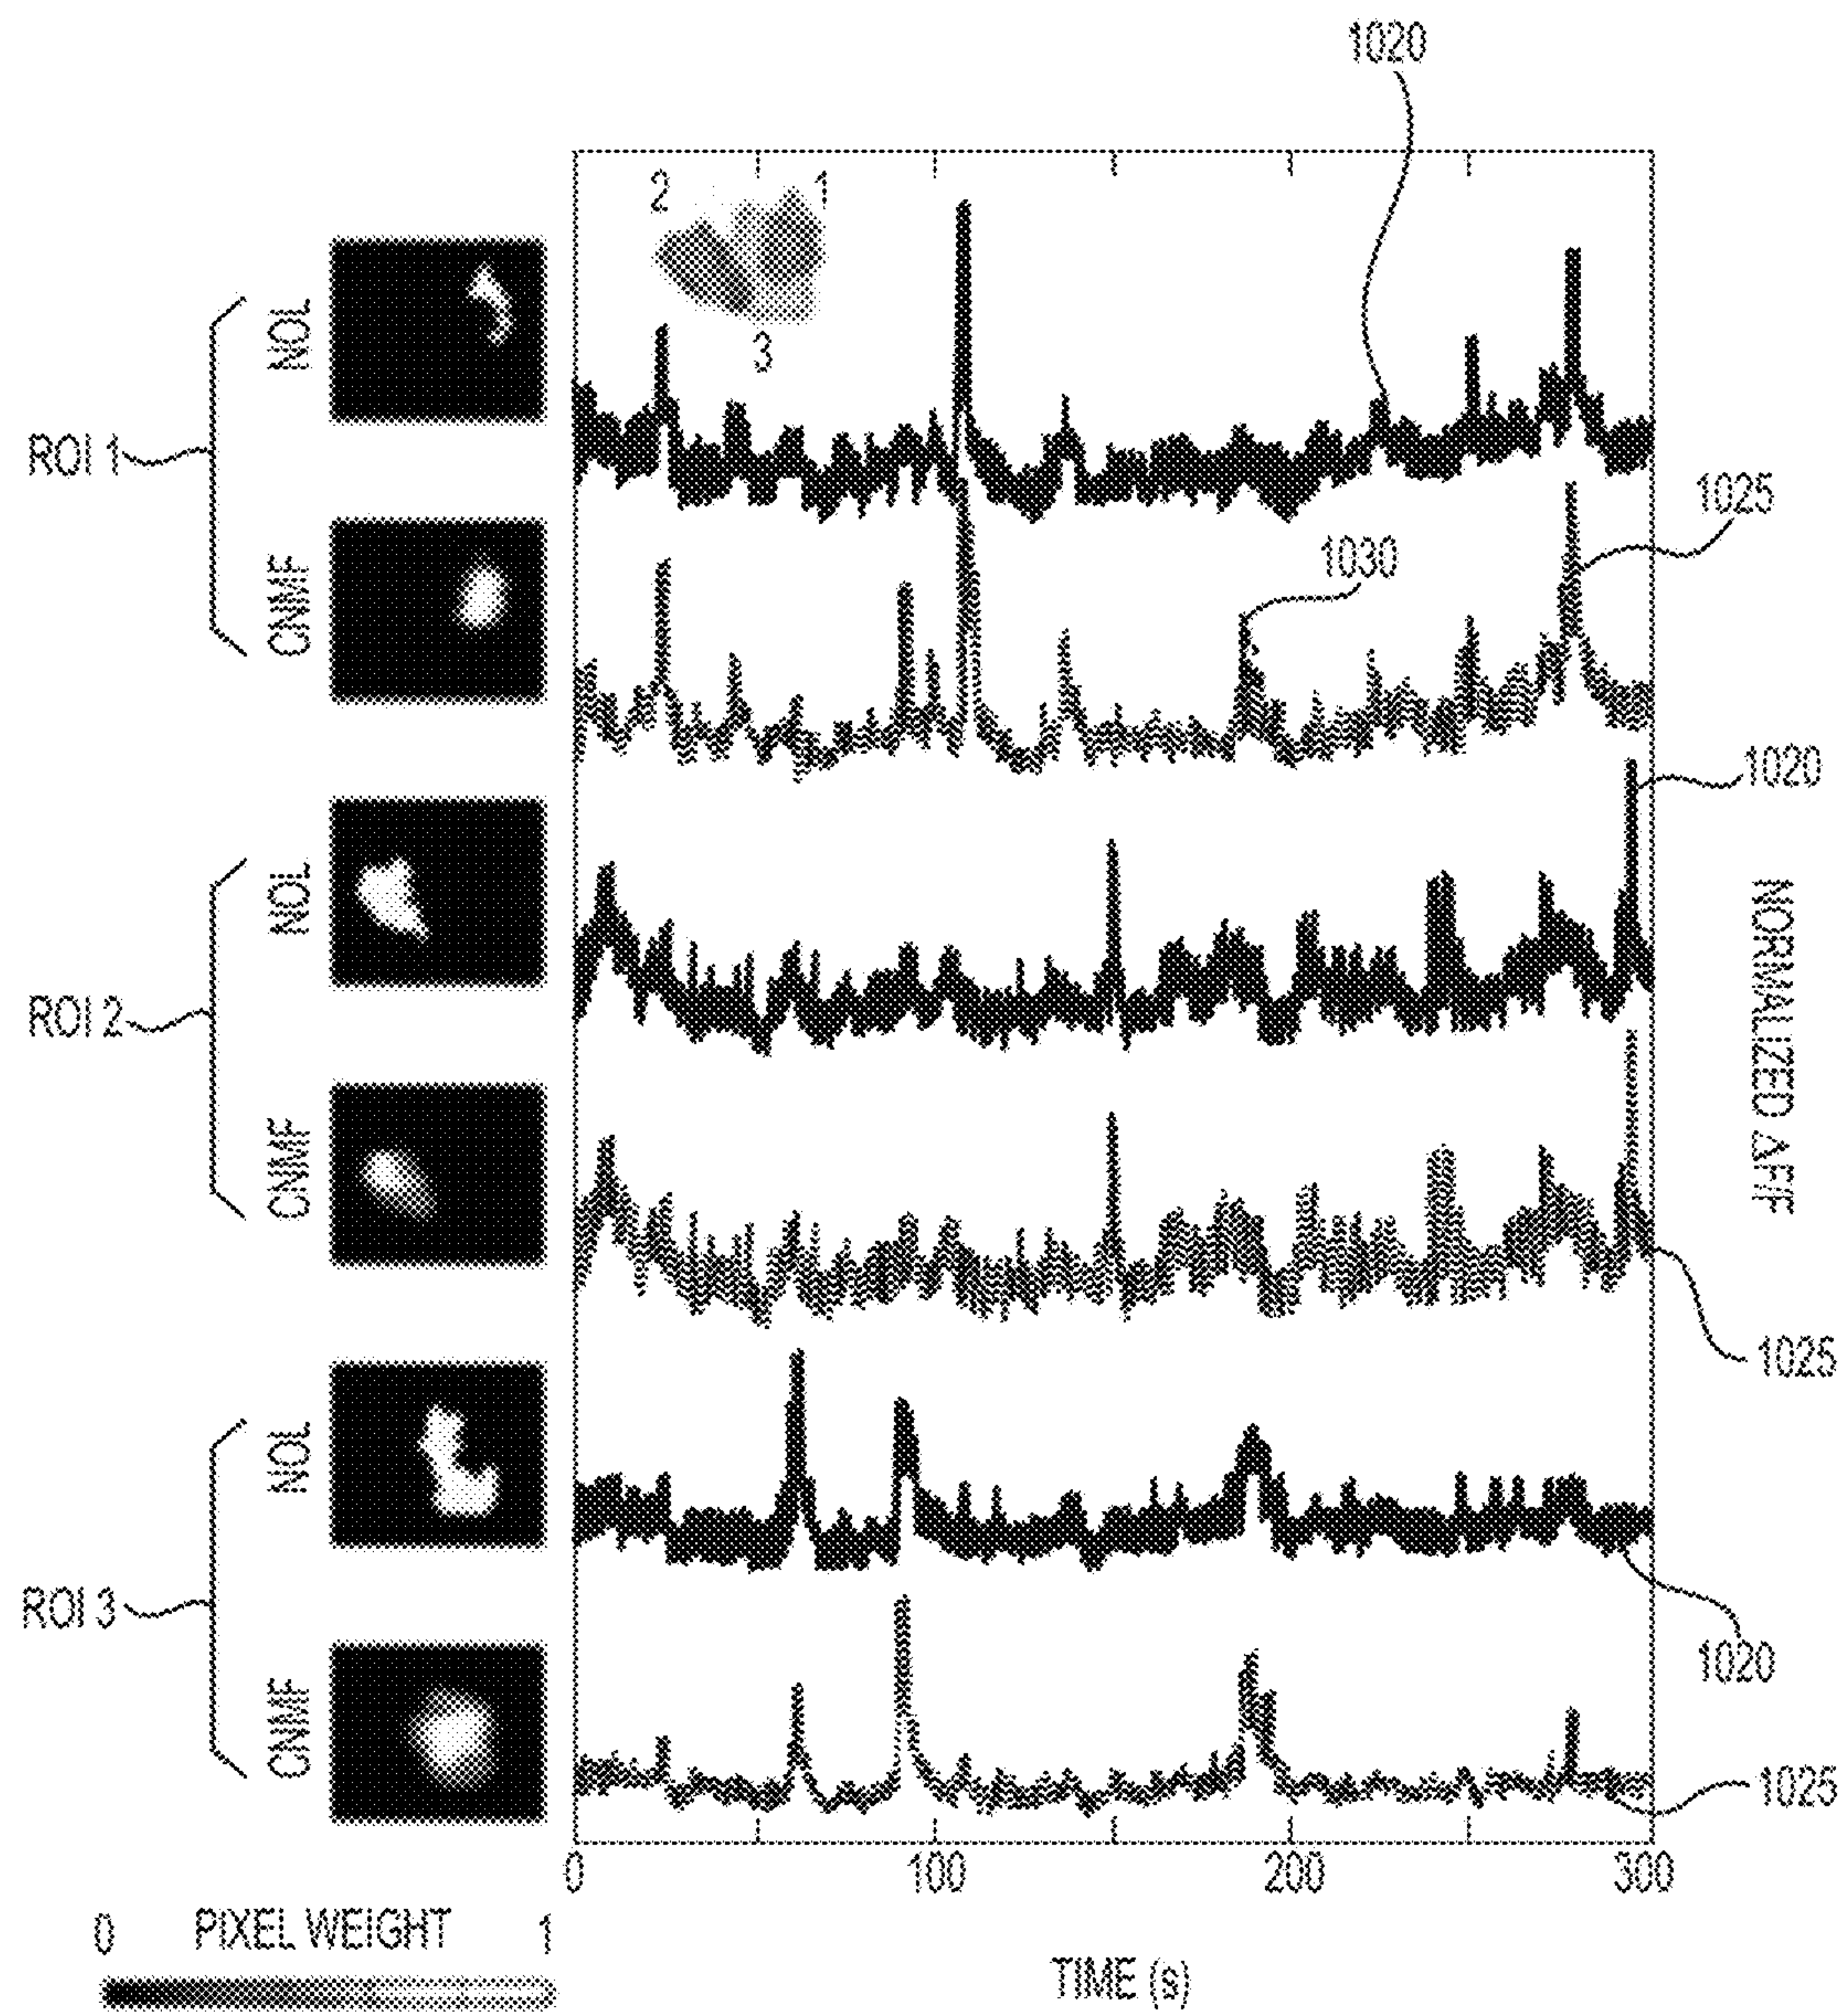 1020
2
1
3
ROI 1
NOL
CNMF
1030
1025
ROI 2
NOL
CNMF
1020
NORMALIZED ΔF/F
1025
ROI 3
NOL
CNMF
1020
1025
0
100
200
300
0 PIXEL WEIGHT 1
TIME (s)